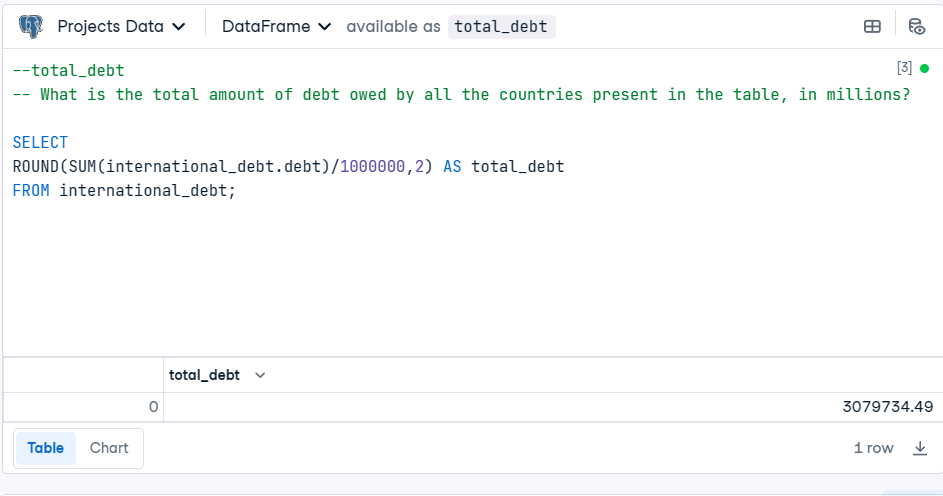 Projects Data DataFrame available as total_debt
[3]
--total_debt
-- What is the total amount of debt owed by all the countries present in the table, in millions?
SELECT
ROUND(SUM(international_debt.debt)/1000000,2) AS total_debt
FROM international_debt;
total_debt
0 3079734.49
Table Chart 1 row